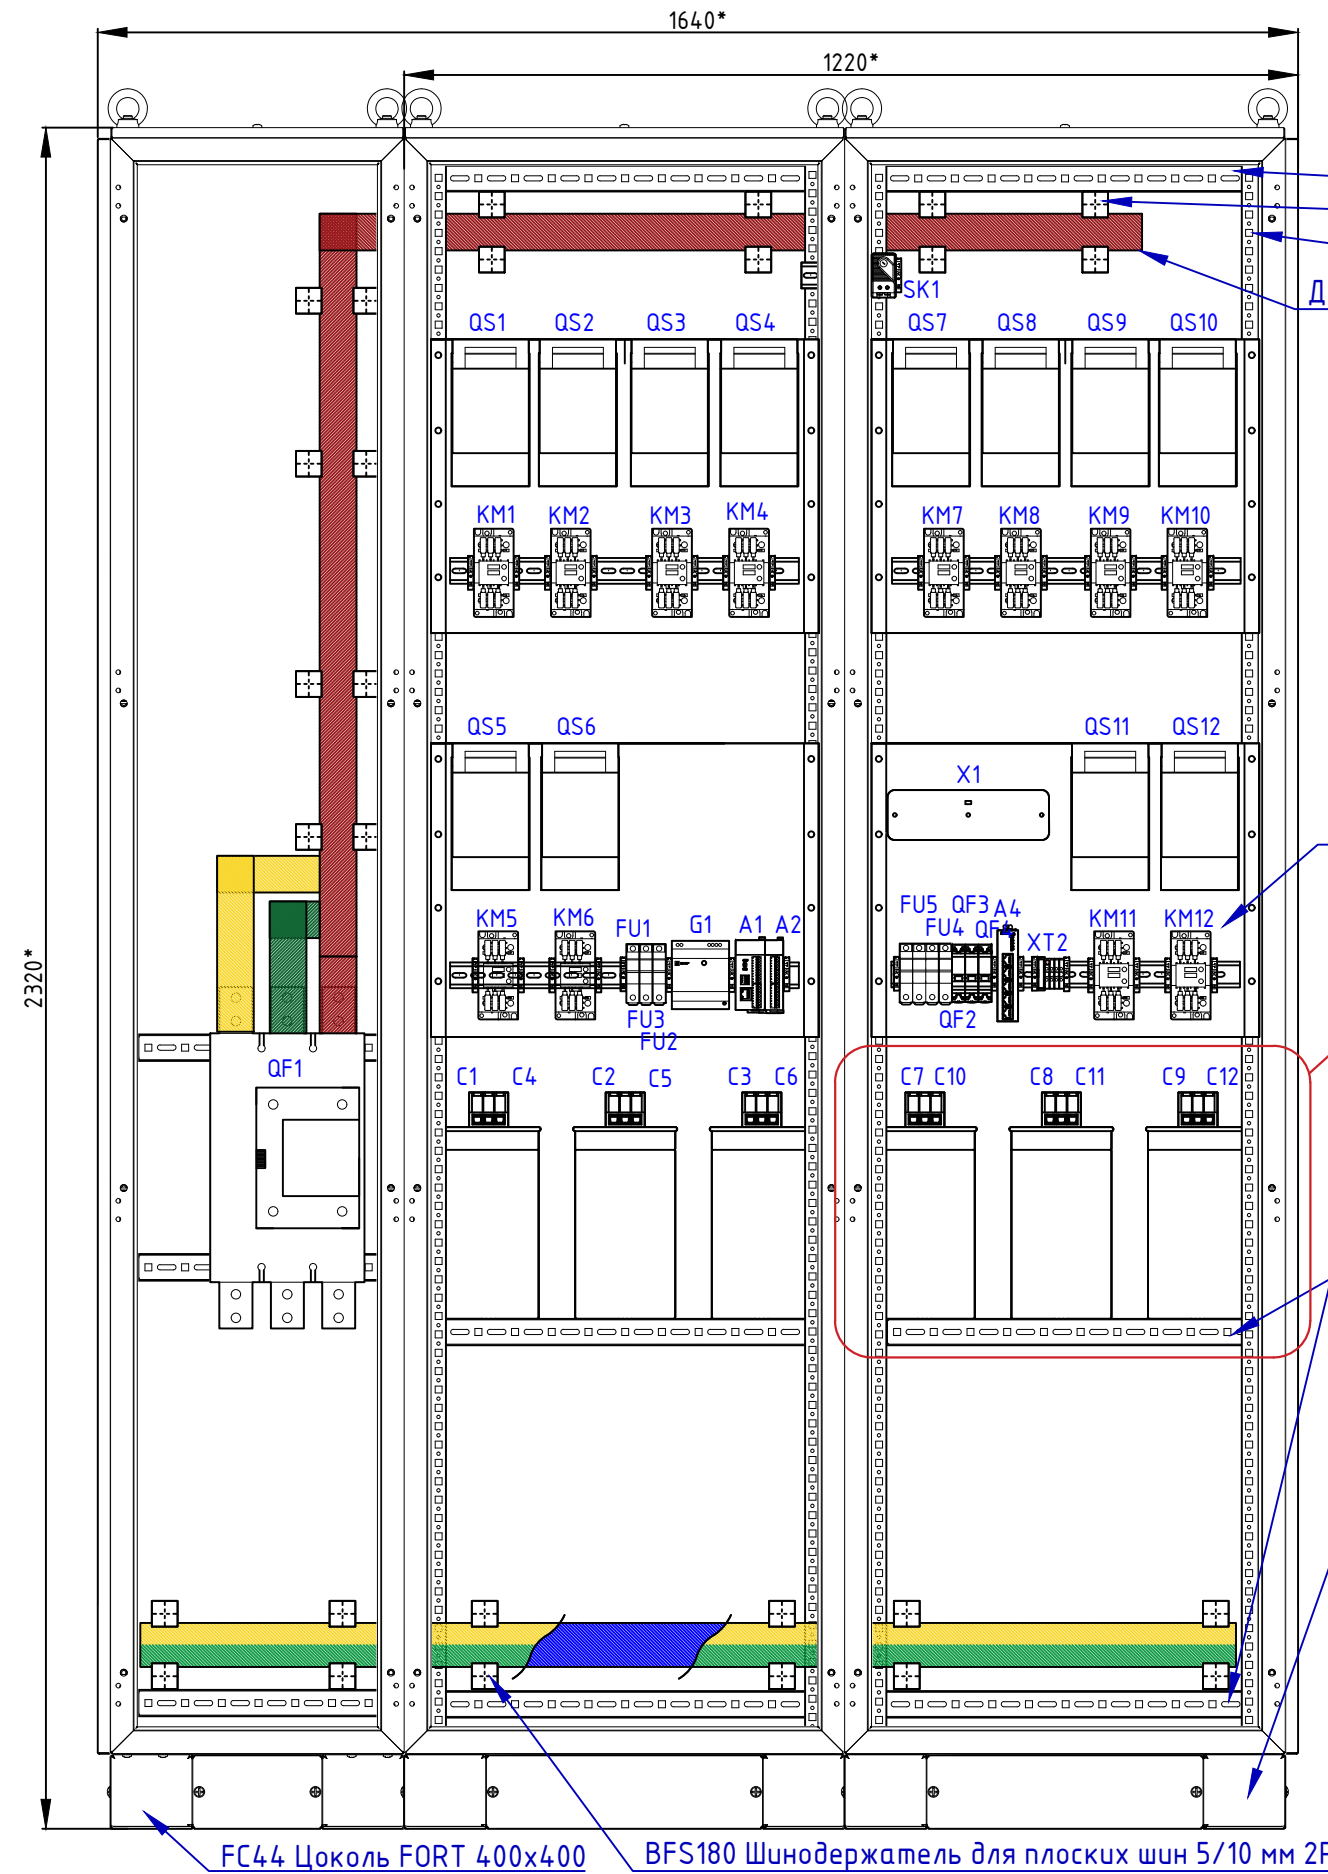 1640*
1220*
SK1
Д
QS1 QS2 QS3 QS4 QS7 QS8 QS9 QS10
KM1 KM2 KM3 KM4 KM7 KM8 KM9 KM10
QS5 QS6 QS11 QS12
X1
KM5 KM6 FU1 G1 A1 A2
FU5 QF3 A4
FU4
XT2 KM11 KM12
2320*
FU3 QF2
FU2
QF1
C1 C4 C2 C5 C3 C6 C7 C10 C8 C11 C9 C12
FC44 Цоколь FORT 400x400
BFS180 Шинодержатель для плоских шин 5/10 мм 2P